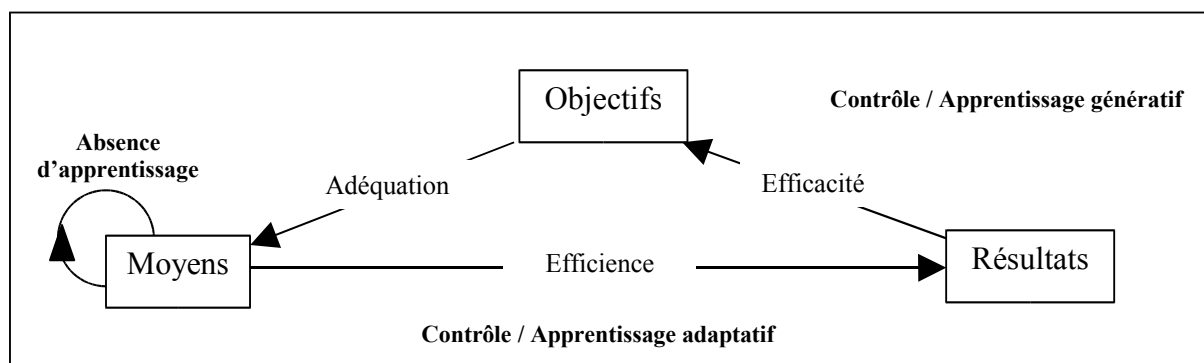 Objectifs
Contrôle / Apprentissage génératif
Absence
d'apprentissage
Adéquation
Efficacité
Moyens
Efficience
Résultats
Contrôle / Apprentissage adaptatif